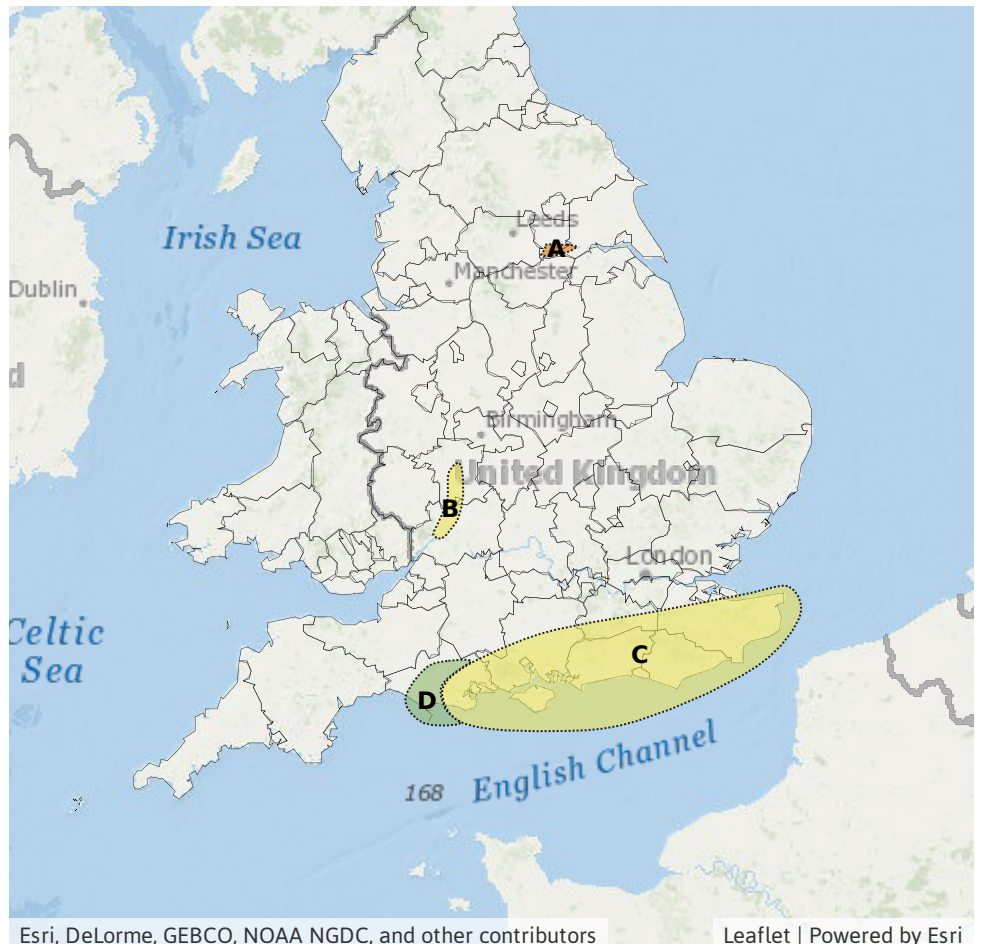 Leeds
Irish Sea
A
Manchester
Dublin
d
Birmingham
United Kingdom
B
London
Celtic
Sea
C
D
English Channel
168
Esri, DeLorme, GEBCO, NOAA NGDC, and other contributors
Leaflet | Powered by Esri